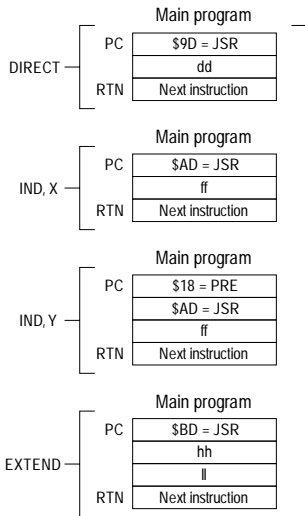 Main program
PC $9D = JSR
DIRECT dd
RTN Next instruction
Main program
PC $AD = JSR
IND, X ff
RTN Next instruction
Main program
PC $18 = PRE
$AD = JSR
IND, Y ff
RTN Next instruction
Main program
PC $BD = JSR
hh
EXTEND ll
RTN Next instruction